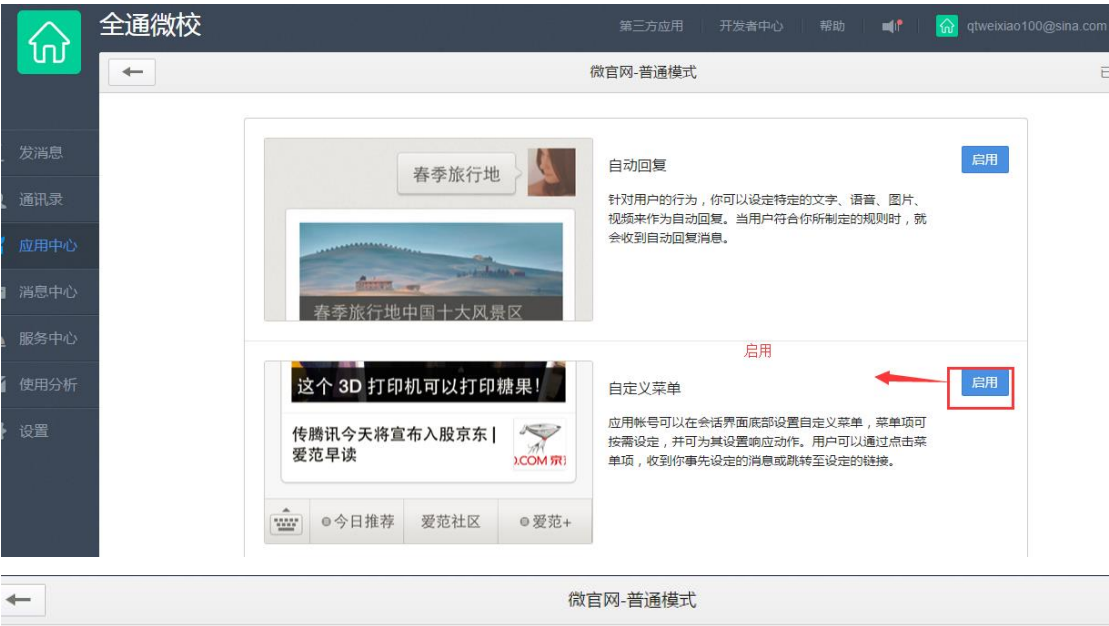 全通微校
第三方应用 开发者中心 帮助 qtweixiao100@sina.com
微官网-普通模式
发消息
通讯录
应用中心
消息中心
服务中心
使用分析
设置
春季旅行地
春季旅行地中国十大风景区
自动回复
启用
针对用户的行为，你可以设定特定的文字、语音、图片、
视频来作为自动回复。当用户符合你所制定的规则时，就
会收到自动回复消息。
启用
这个 3D 打印机可以打印糖果！
传腾讯今天将宣布入股京东 |
爱范早读
.COM 京
今日推荐 爱范社区 爱范+
自定义菜单
启用
应用帐号可以在会话界面底部设置自定义菜单，菜单项可
按需设定，并可为其设置响应动作。用户可以通过点击菜
单项，收到你事先设定的消息或跳转至设定的链接。
微官网-普通模式